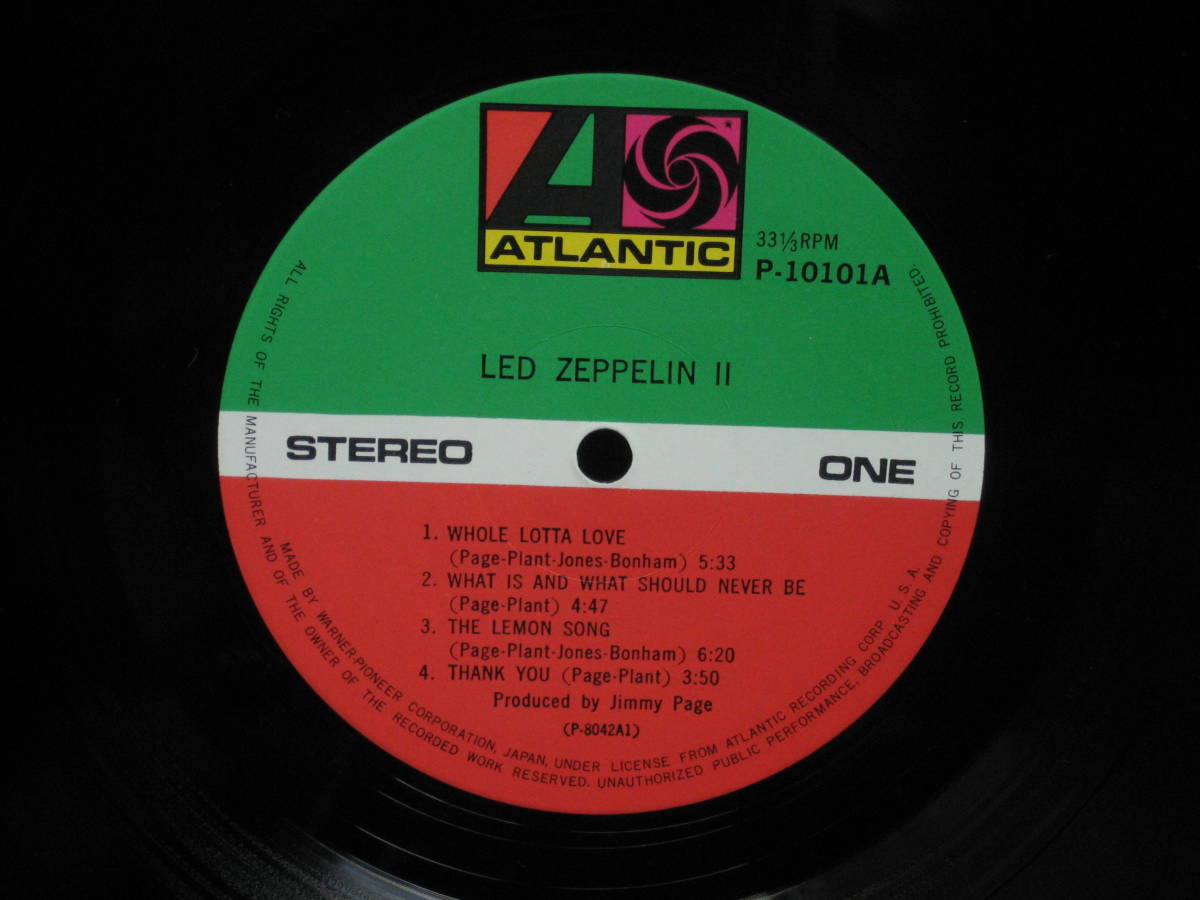 ATLANTIC
33⅓RPM
P-10101A
LED ZEPPELIN II
STEREO
ONE
1. WHOLE LOTTA LOVE
(Page-Plant-Jones-Bonham) 5:33
2. WHAT IS AND WHAT SHOULD NEVER BE
(Page-Plant) 4:47
3. THE LEMON SONG
(Page-Plant-Jones-Bonham) 6:20
4. THANK YOU (Page-Plant) 3:50
Produced by Jimmy Page
(P-8042A1)
MADE BY WARNER-PIONEER CORPORATION, JAPAN, UNDER LICENSE FROM ATLANTIC RECORDING CORP U. S. A.
ALL RIGHTS OF THE MANUFACTURER AND OF THE OWNER OF THE RECORDED WORK RESERVED. UNAUTHORIZED PUBLIC PERFORMANCE, BROADCASTING AND COPYING OF THIS RECORD PROHIBITED.